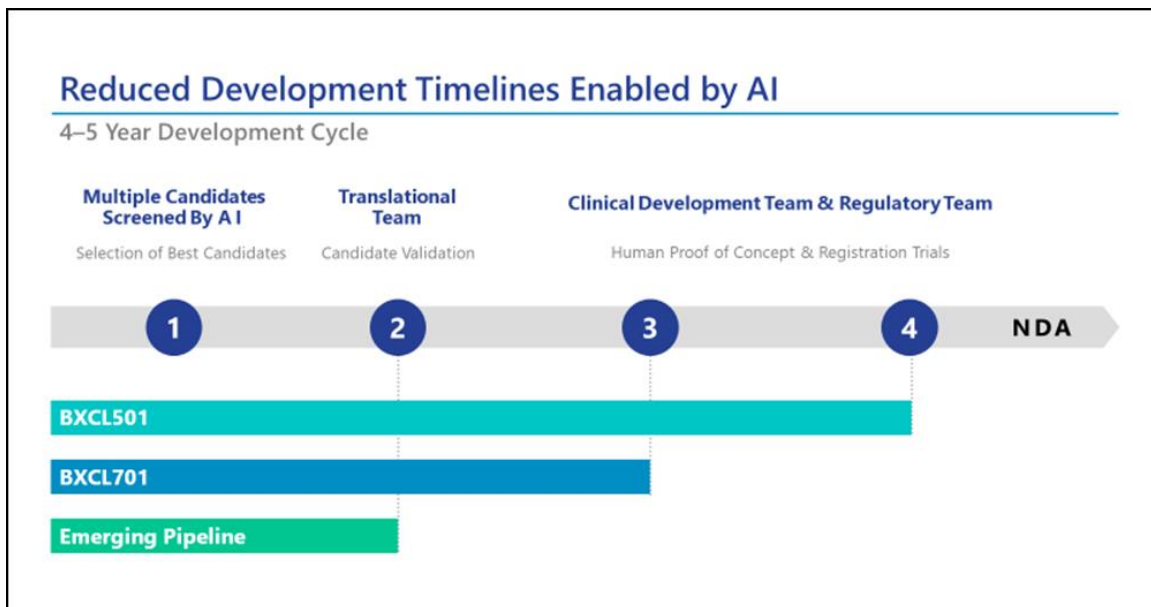 Reduced Development Timelines Enabled by AI
4–5 Year Development Cycle
Multiple Candidates
Screened By A I
Selection of Best Candidates
Translational
Team
Candidate Validation
Clinical Development Team & Regulatory Team
Human Proof of Concept & Registration Trials
1
2
3
4
NDA
BXCL501
BXCL701
Emerging Pipeline